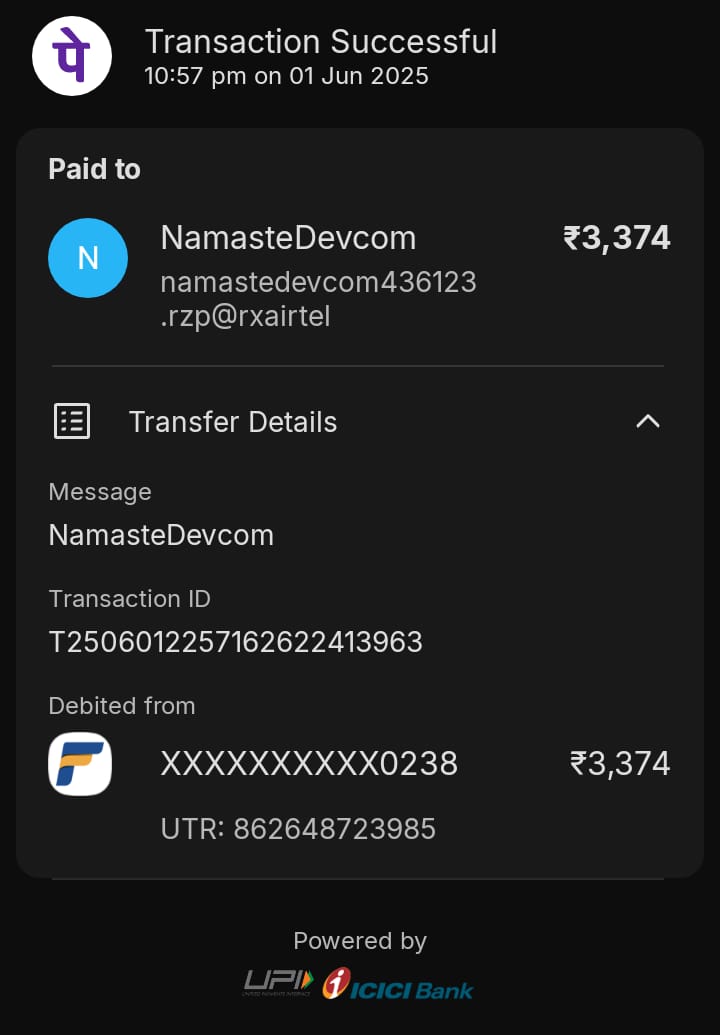 पे
Transaction Successful
10:57 pm on 01 Jun 2025
Paid to
N
NamasteDevcom
₹3,374
namastedevcom436123
.rzp@rxairtel
Transfer Details
Message
NamasteDevcom
Transaction ID
T2506012257162622413963
Debited from
XXXXXXXXXX0238
₹3,374
UTR: 862648723985
Powered by
UPI
UNIFIED PAYMENTS INTERFACE
ICICI Bank